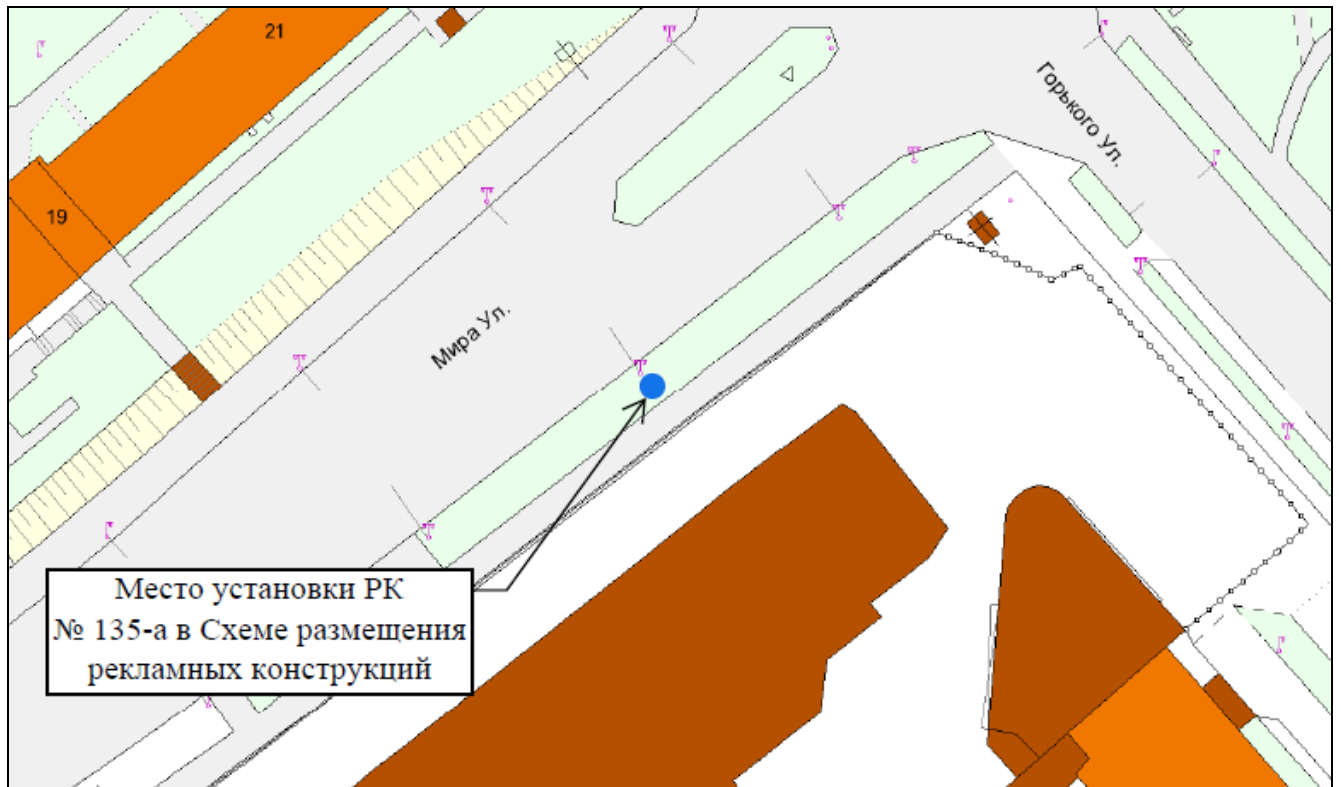 21
Горького Ул.
19
Мира Ул.
Место установки РК
№ 135-а в Схеме размещения
рекламных конструкций